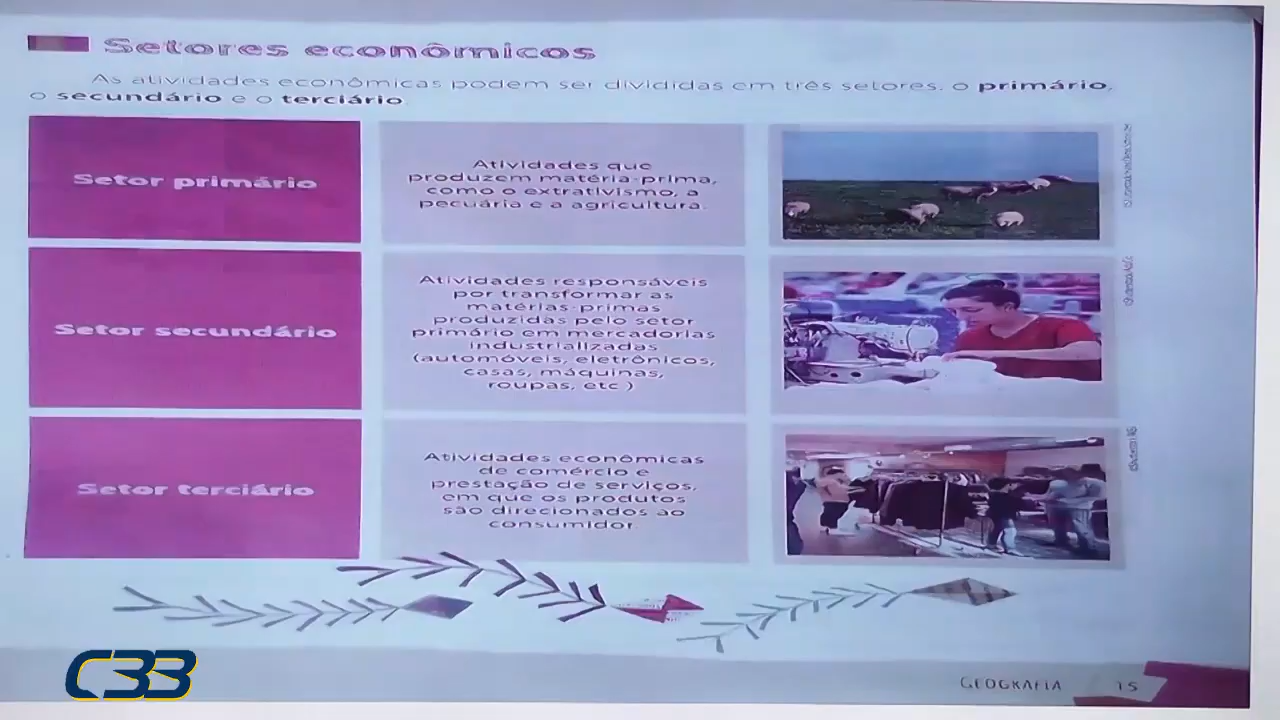 Setores econômicos
As atividades econômicas podem ser divididas em três setores, o primário,
o secundário e o terciário.
Setor primário
Atividades que
produzem matéria-prima,
como o extrativismo, a
pecuária e a agricultura.
Setor secundário
Atividades responsáveis
por transformar as
matérias-primas
produzidas pelo setor
primário em mercadorias
industrializadas
(automóveis, eletrônicos,
casas, máquinas,
roupas, etc.)
Setor terciário
Atividades econômicas
de comércio e
prestação de serviços,
em que os produtos
são direcionados ao
consumidor.
C33
GEOGRAFIA 15